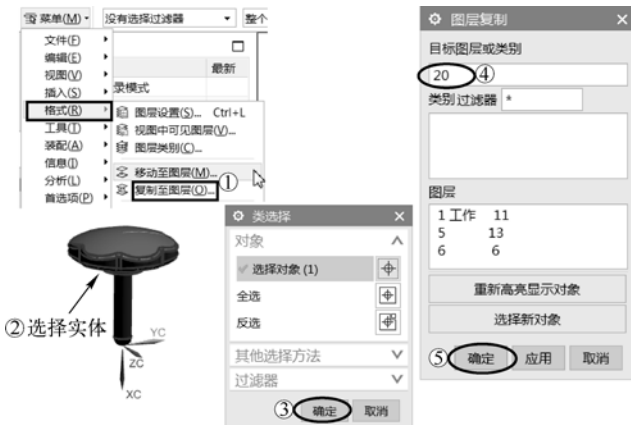 菜单(M)
没有选择过滤器
整个
文件(F)
编辑(E)
视图(V)
插入(S)
格式(R)
工具(T)
装配(A)
信息(I)
分析(L)
首选项(P)
最新
录模式
图层设置(S)... Ctrl+L
视图中可见图层(V)...
图层类别(C)...
移动至图层(M)...
复制至图层(O)...
①
②选择实体
YC
ZC
XC
类选择
对象
选择对象 (1)
全选
反选
其他选择方法
过滤器
③ 确定 取消
图层复制
目标图层或类别
20 ④
类别过滤器 *
图层
1 工作 11
5 13
6 6
重新高亮显示对象
选择新对象
⑤ 确定 应用 取消